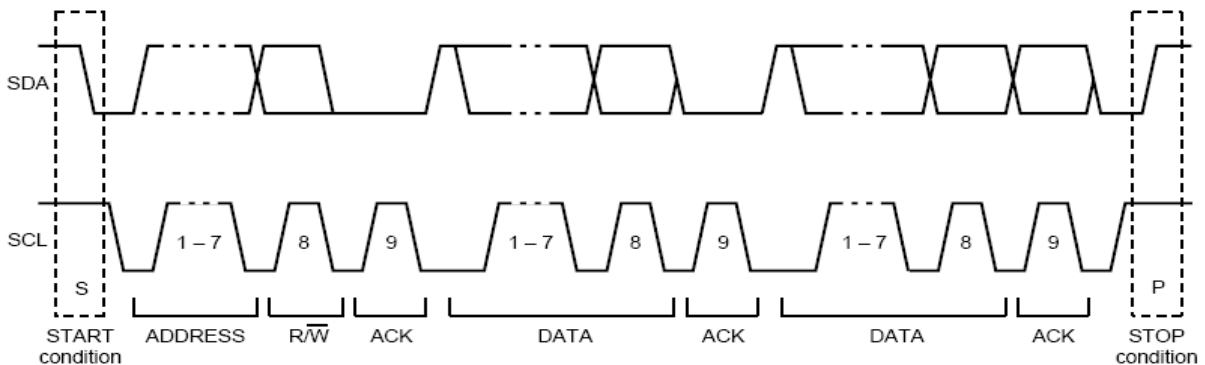 SDA
SCL
1 – 7 8 9 1 – 7 8 9 1 – 7 8 9
S P
START condition ADDRESS R/W̅ ACK DATA ACK DATA ACK STOP condition